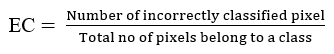 EC = Number of incorrectly classified pixel
Total no of pixels belong to a class